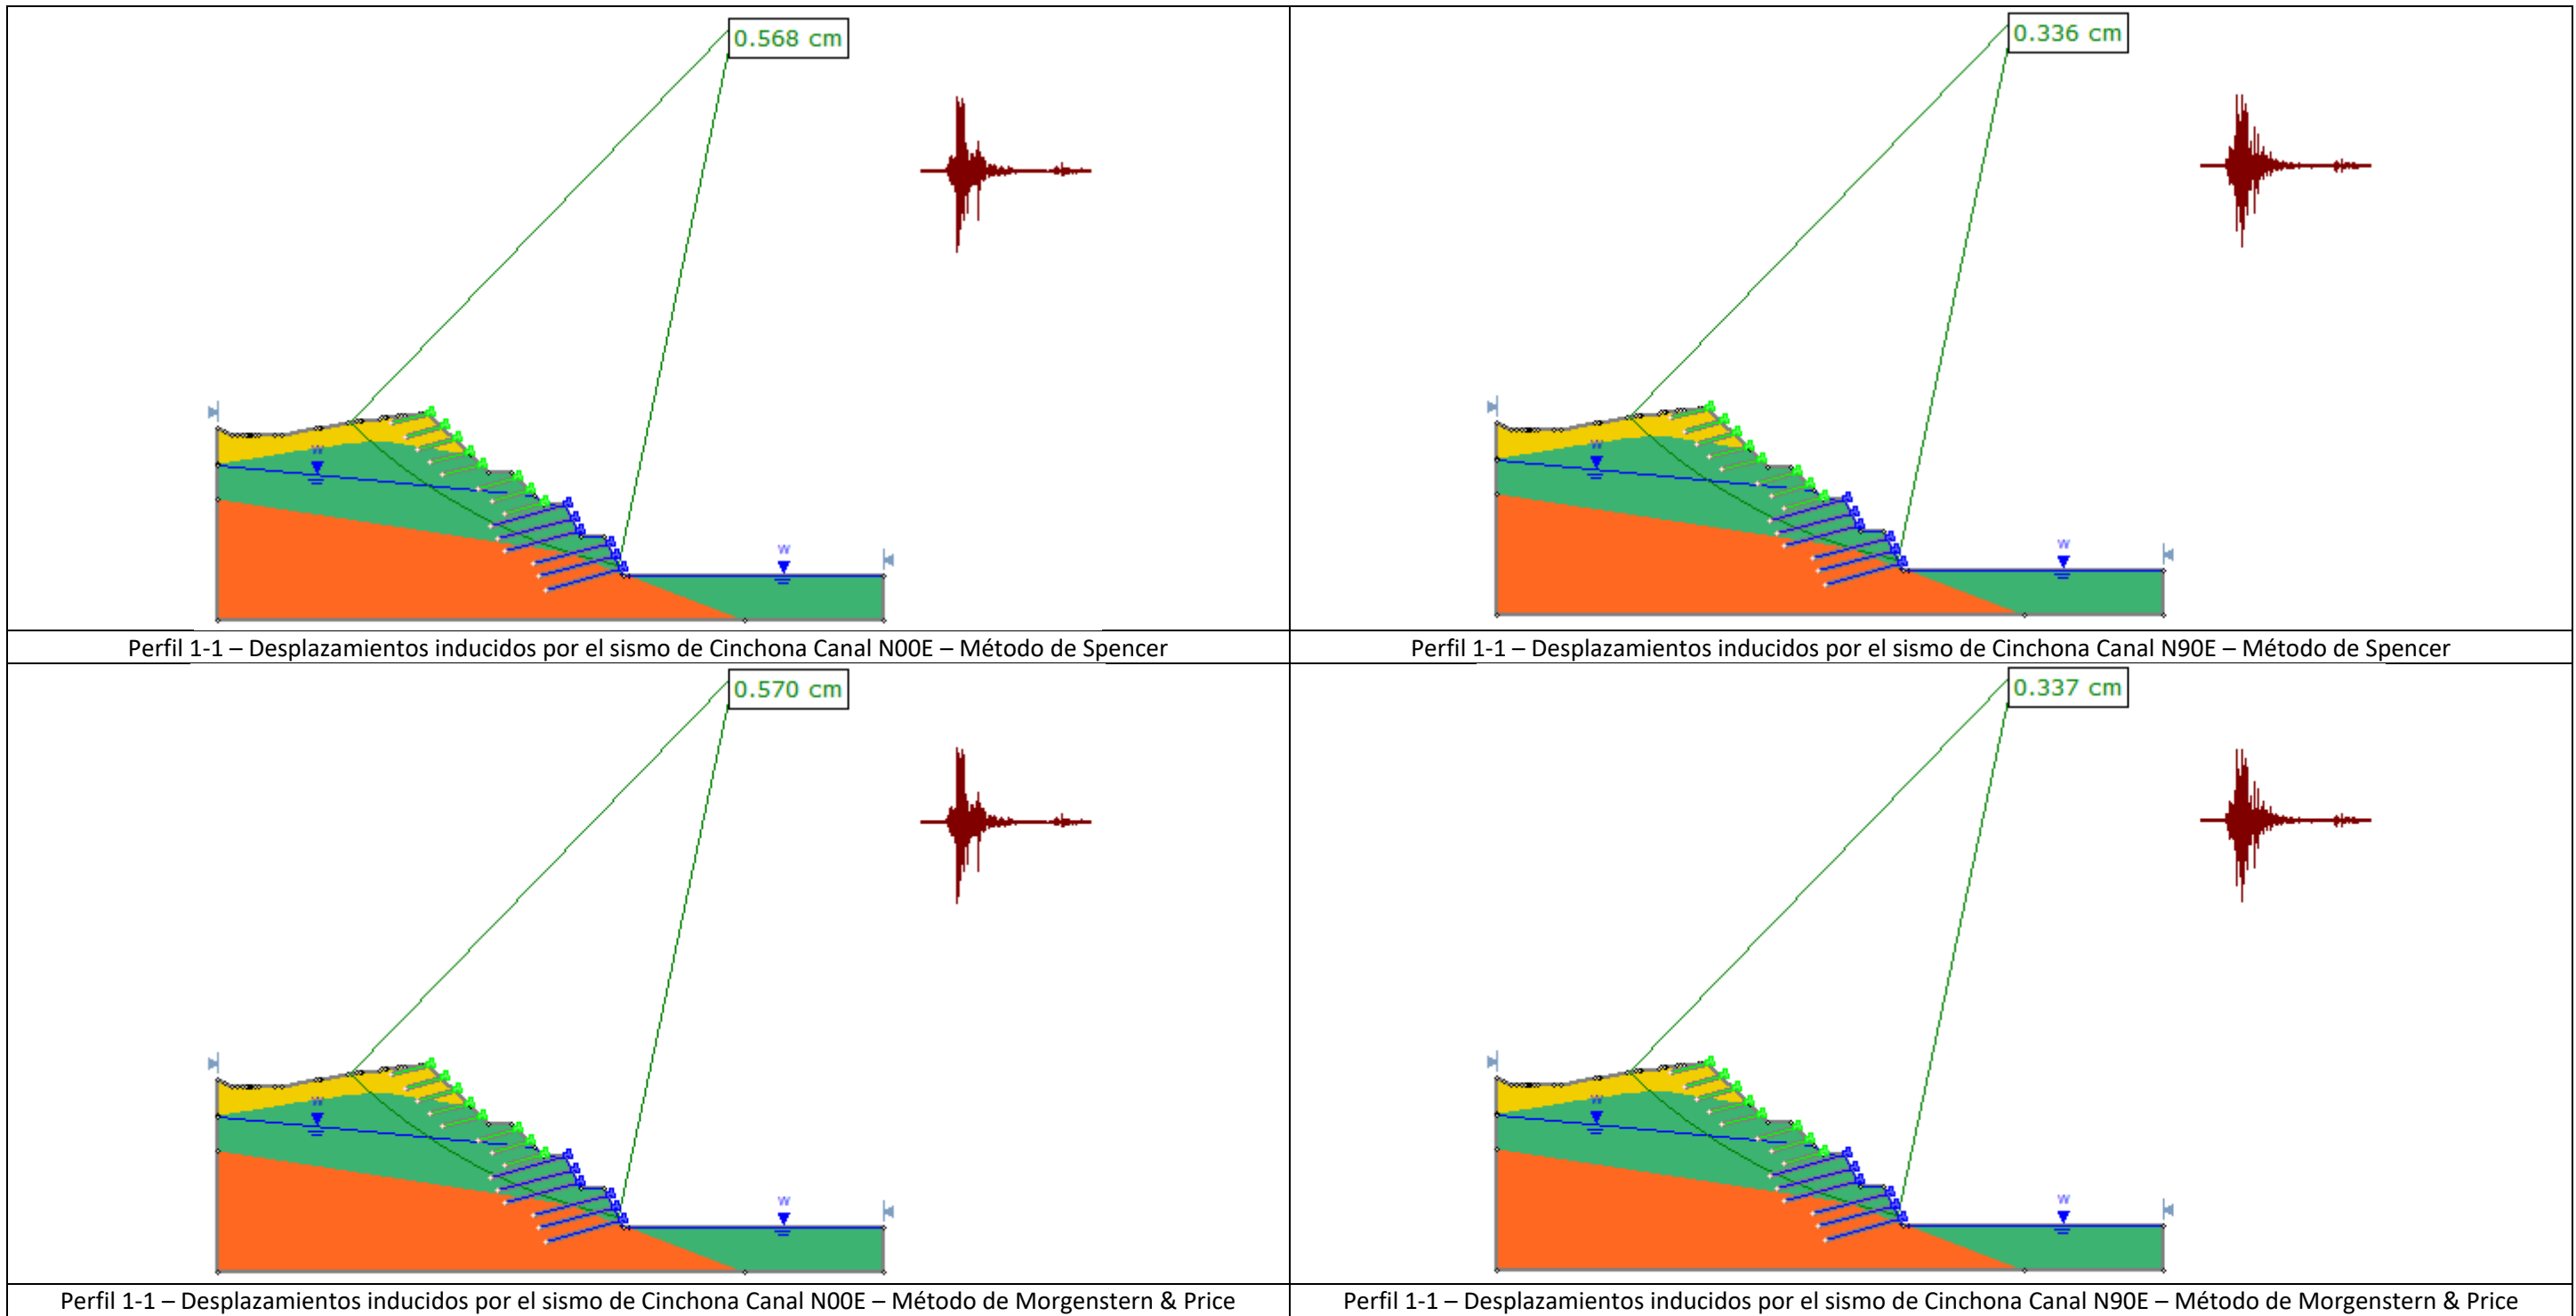 0.568 cm
W
W
Perfil 1-1 – Desplazamientos inducidos por el sismo de Cinchona Canal N00E – Método de Spencer
0.336 cm
W
W
Perfil 1-1 – Desplazamientos inducidos por el sismo de Cinchona Canal N90E – Método de Spencer
0.570 cm
W
W
Perfil 1-1 – Desplazamientos inducidos por el sismo de Cinchona Canal N00E – Método de Morgenstern & Price
0.337 cm
W
W
Perfil 1-1 – Desplazamientos inducidos por el sismo de Cinchona Canal N90E – Método de Morgenstern & Price